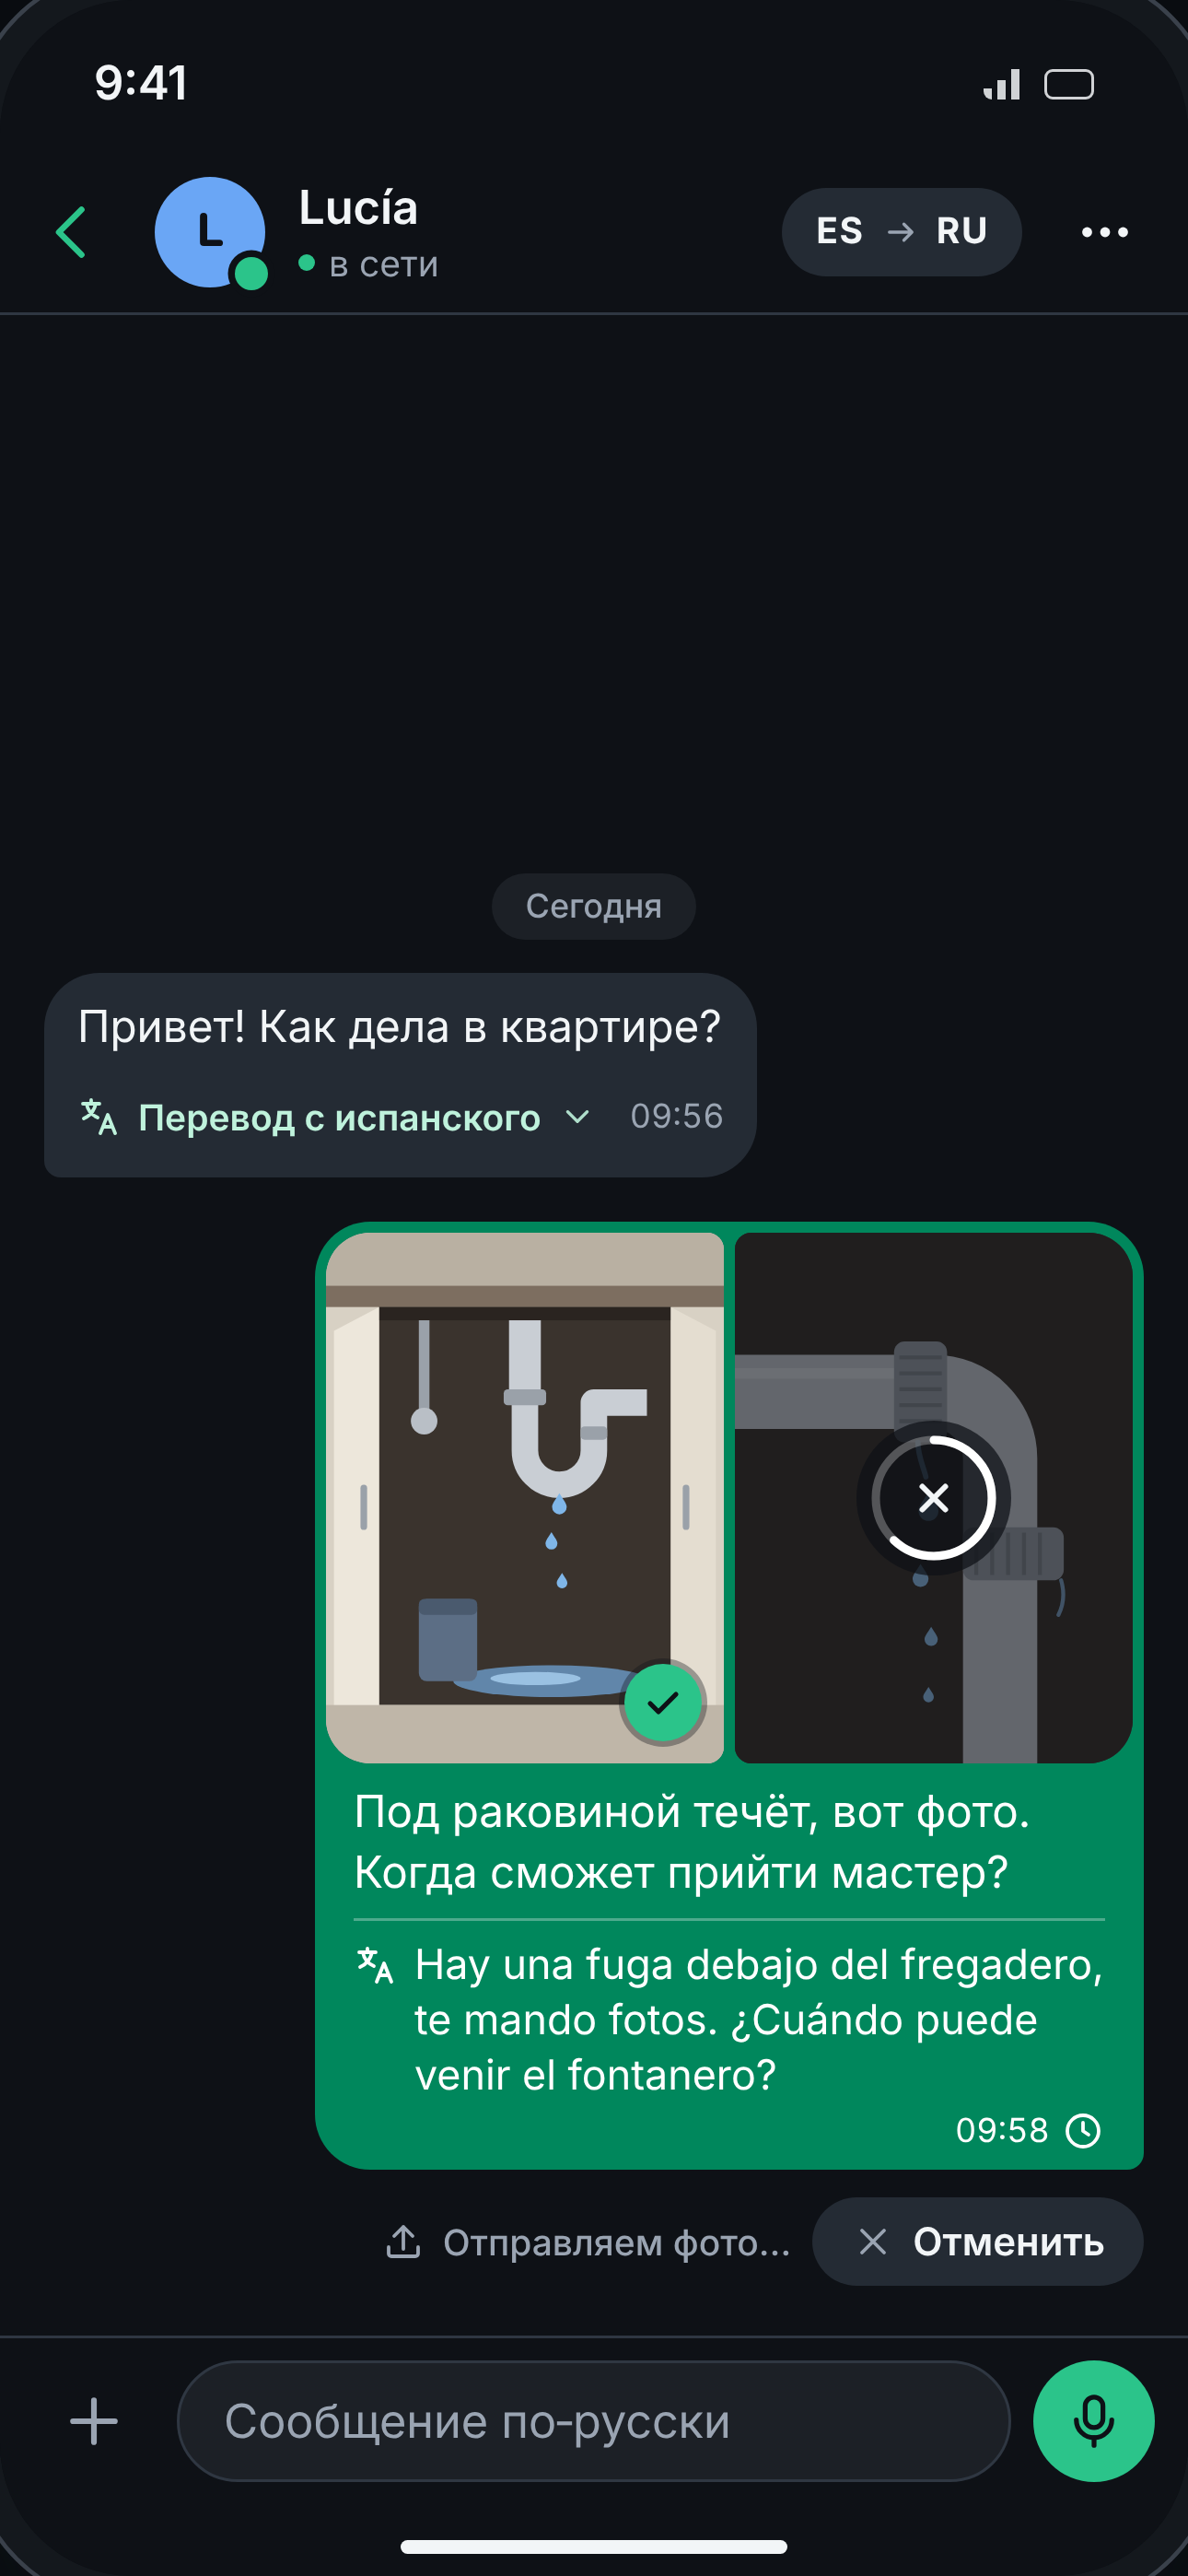 9:41
L
Lucía
в сети
ES → RU
Сегодня
Привет! Как дела в квартире?
Перевод с испанского
09:56
Под раковиной течёт, вот фото.
Когда сможет прийти мастер?
Hay una fuga debajo del fregadero,
te mando fotos. ¿Cuándo puede
venir el fontanero?
09:58
Отправляем фото...
Отменить
Сообщение по-русски